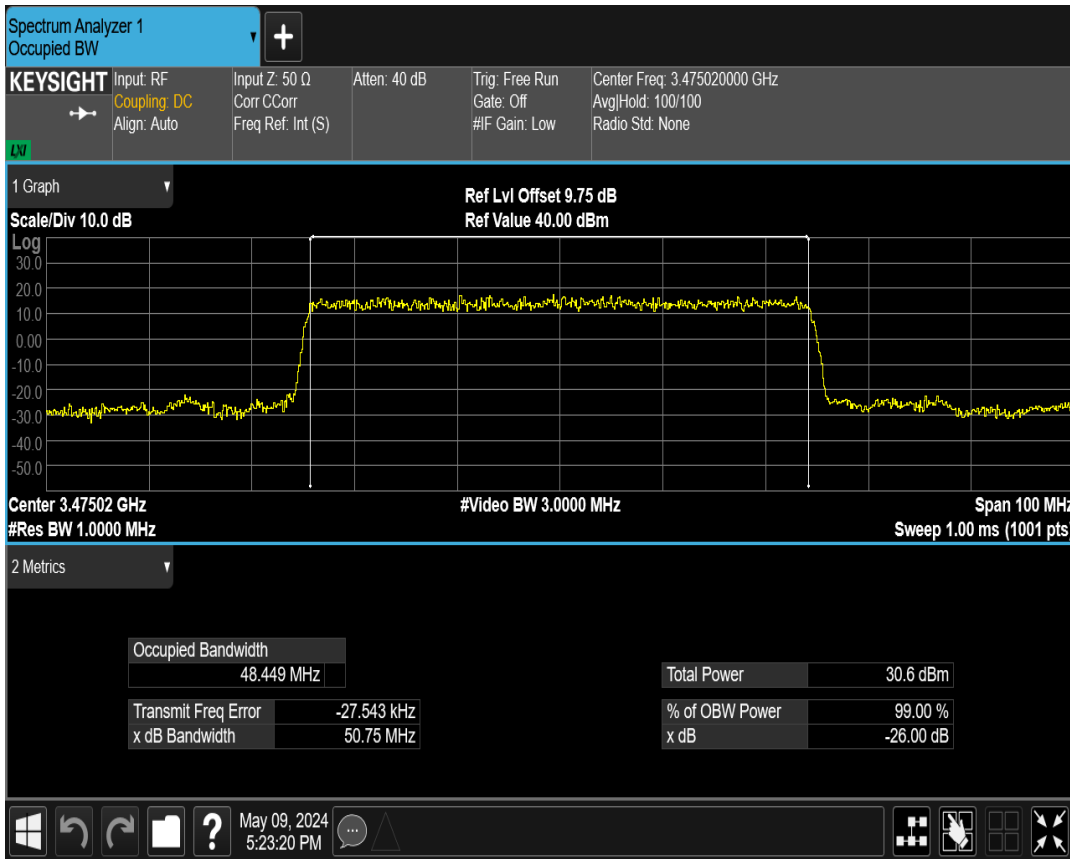 Spectrum Analyzer 1
Occupied BW
+
KEYSIGHT
LXI
Input: RF
Coupling: DC
Align: Auto
Input Z: 50 Ω
Corr CCorr
Freq Ref: Int (S)
Atten: 40 dB
Trig: Free Run
Gate: Off
#IF Gain: Low
Center Freq: 3.475020000 GHz
Avg|Hold: 100/100
Radio Std: None
1 Graph
Scale/Div 10.0 dB
Ref Lvl Offset 9.75 dB
Ref Value 40.00 dBm
Log
30.0
20.0
10.0
0.00
-10.0
-20.0
-30.0
-40.0
-50.0
Center 3.47502 GHz
#Video BW 3.0000 MHz
Span 100 MHz
#Res BW 1.0000 MHz
Sweep 1.00 ms (1001 pts)
2 Metrics
Occupied Bandwidth
48.449 MHz
Transmit Freq Error -27.543 kHz
x dB Bandwidth 50.75 MHz
Total Power 30.6 dBm
% of OBW Power 99.00 %
x dB -26.00 dB
?
May 09, 2024
5:23:20 PM